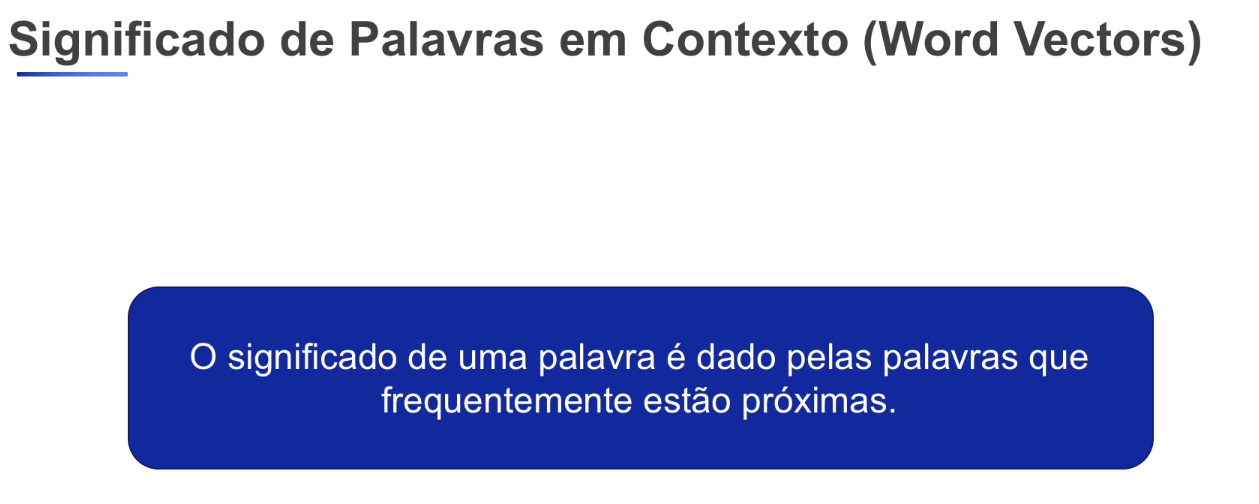 Significado de Palavras em Contexto (Word Vectors)
O significado de uma palavra é dado pelas palavras que
frequentemente estão próximas.